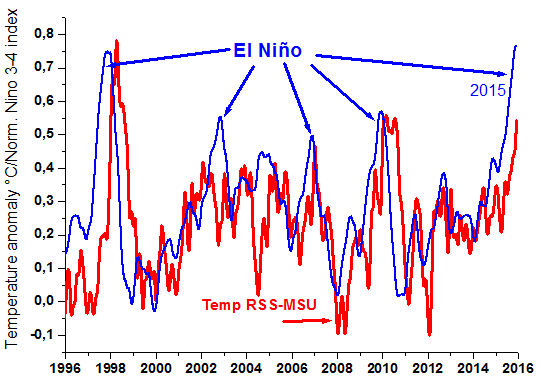 Temperature anomaly °C/Norm. Nino 3-4 index
0,8
0,7
0,6
0,5
0,4
0,3
0,2
0,1
0,0
-0,1
El Niño
2015
Temp RSS-MSU
1996 1998 2000 2002 2004 2006 2008 2010 2012 2014 2016